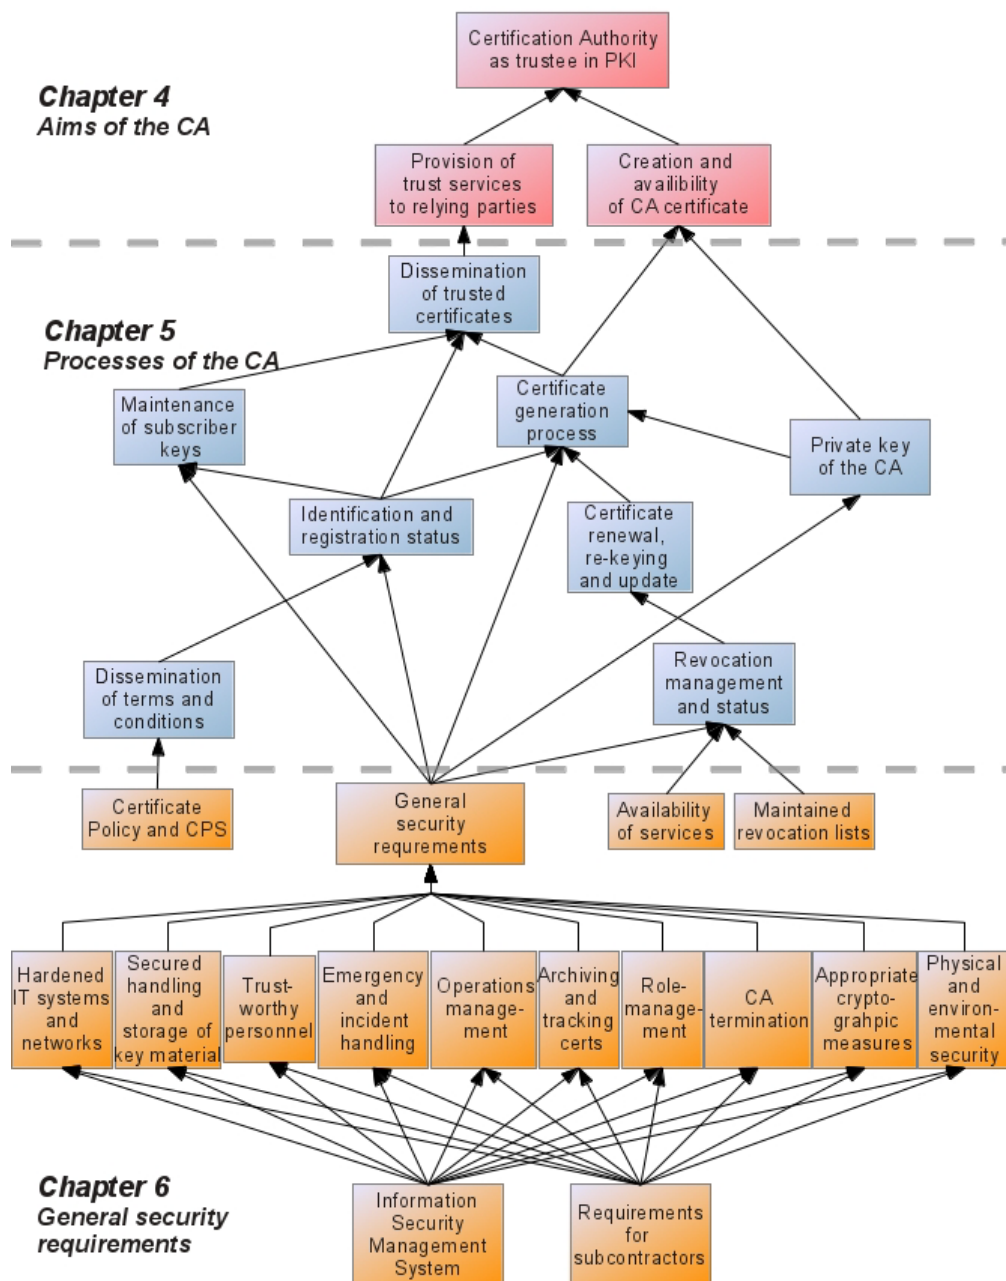 Certification Authority
as trustee in PKI
Chapter 4
Aims of the CA
Provision of
trust services
to relying parties
Creation and
availibility
of CA certificate
Dissemination
of trusted
certificates
Chapter 5
Processes of the CA
Maintenance
of subscriber
keys
Certificate
generation
process
Private key
of the CA
Identification and
registration status
Certificate
renewal,
re-keying
and update
Dissemination
of terms and
conditions
Revocation
management
and status
Certificate
Policy and CPS
General
security
requrements
Availability
of services
Maintained
revocation lists
Hardened
IT systems
and
networks
Secured
handling
and
storage of
key material
Trust-
worthy
personnel
Emergency
and
incident
handling
Operations
manage-
ment
Archiving
and
tracking
certs
Role-
manage-
ment
CA
termination
Appropriate
crypto-
grahpic
measures
Physical
and
environ-
mental
security
Chapter 6
General security
requirements
Information
Security
Management
System
Requirements
for
subcontractors